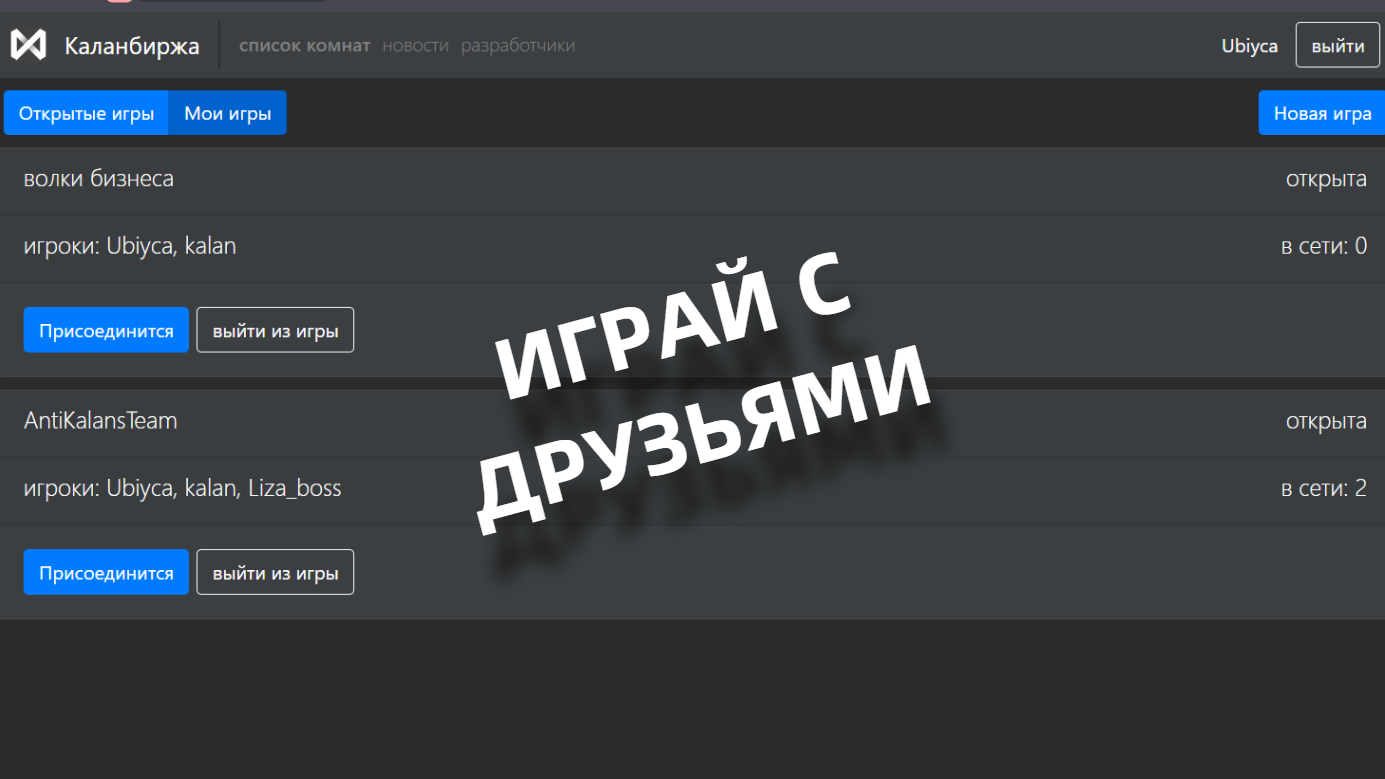 Каланбиржа список комнат новости разработчики Ubiyca выйти
Открытые игры Мои игры Новая игра
волки бизнеса открыта
игроки: Ubiyca, kalan в сети: 0
Присоединится выйти из игры
ИГРАЙ С
ДРУЗЬЯМИ
AntiKalansTeam открыта
игроки: Ubiyca, kalan, Liza_boss в сети: 2
Присоединится выйти из игры